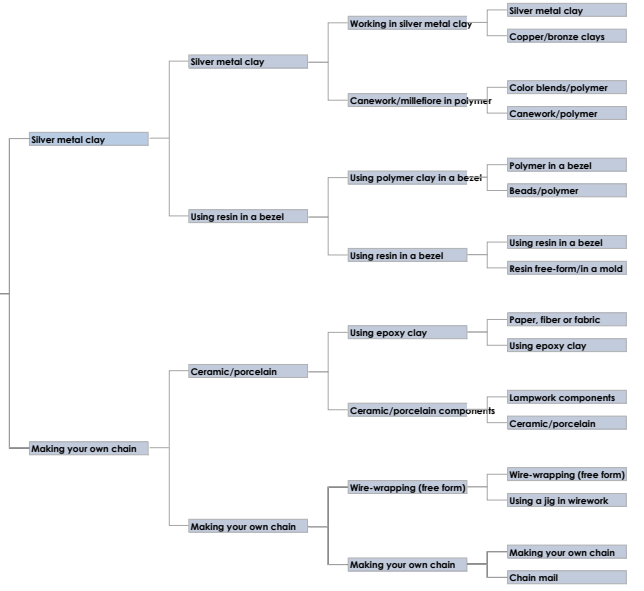 Silver metal clay
Working in silver metal clay
Copper/bronze clays
Silver metal clay
Color blends/polymer
Canework/millefiore in polymer
Canework/polymer
Silver metal clay
Polymer in a bezel
Using polymer clay in a bezel
Beads/polymer
Using resin in a bezel
Using resin in a bezel
Using resin in a bezel
Resin free-form/in a mold
Paper, fiber or fabric
Using epoxy clay
Using epoxy clay
Ceramic/porcelain
Lampwork components
Ceramic/porcelain components
Ceramic/porcelain
Making your own chain
Wire-wrapping (free form)
Wire-wrapping (free form)
Using a jig in wirework
Making your own chain
Making your own chain
Making your own chain
Chain mail